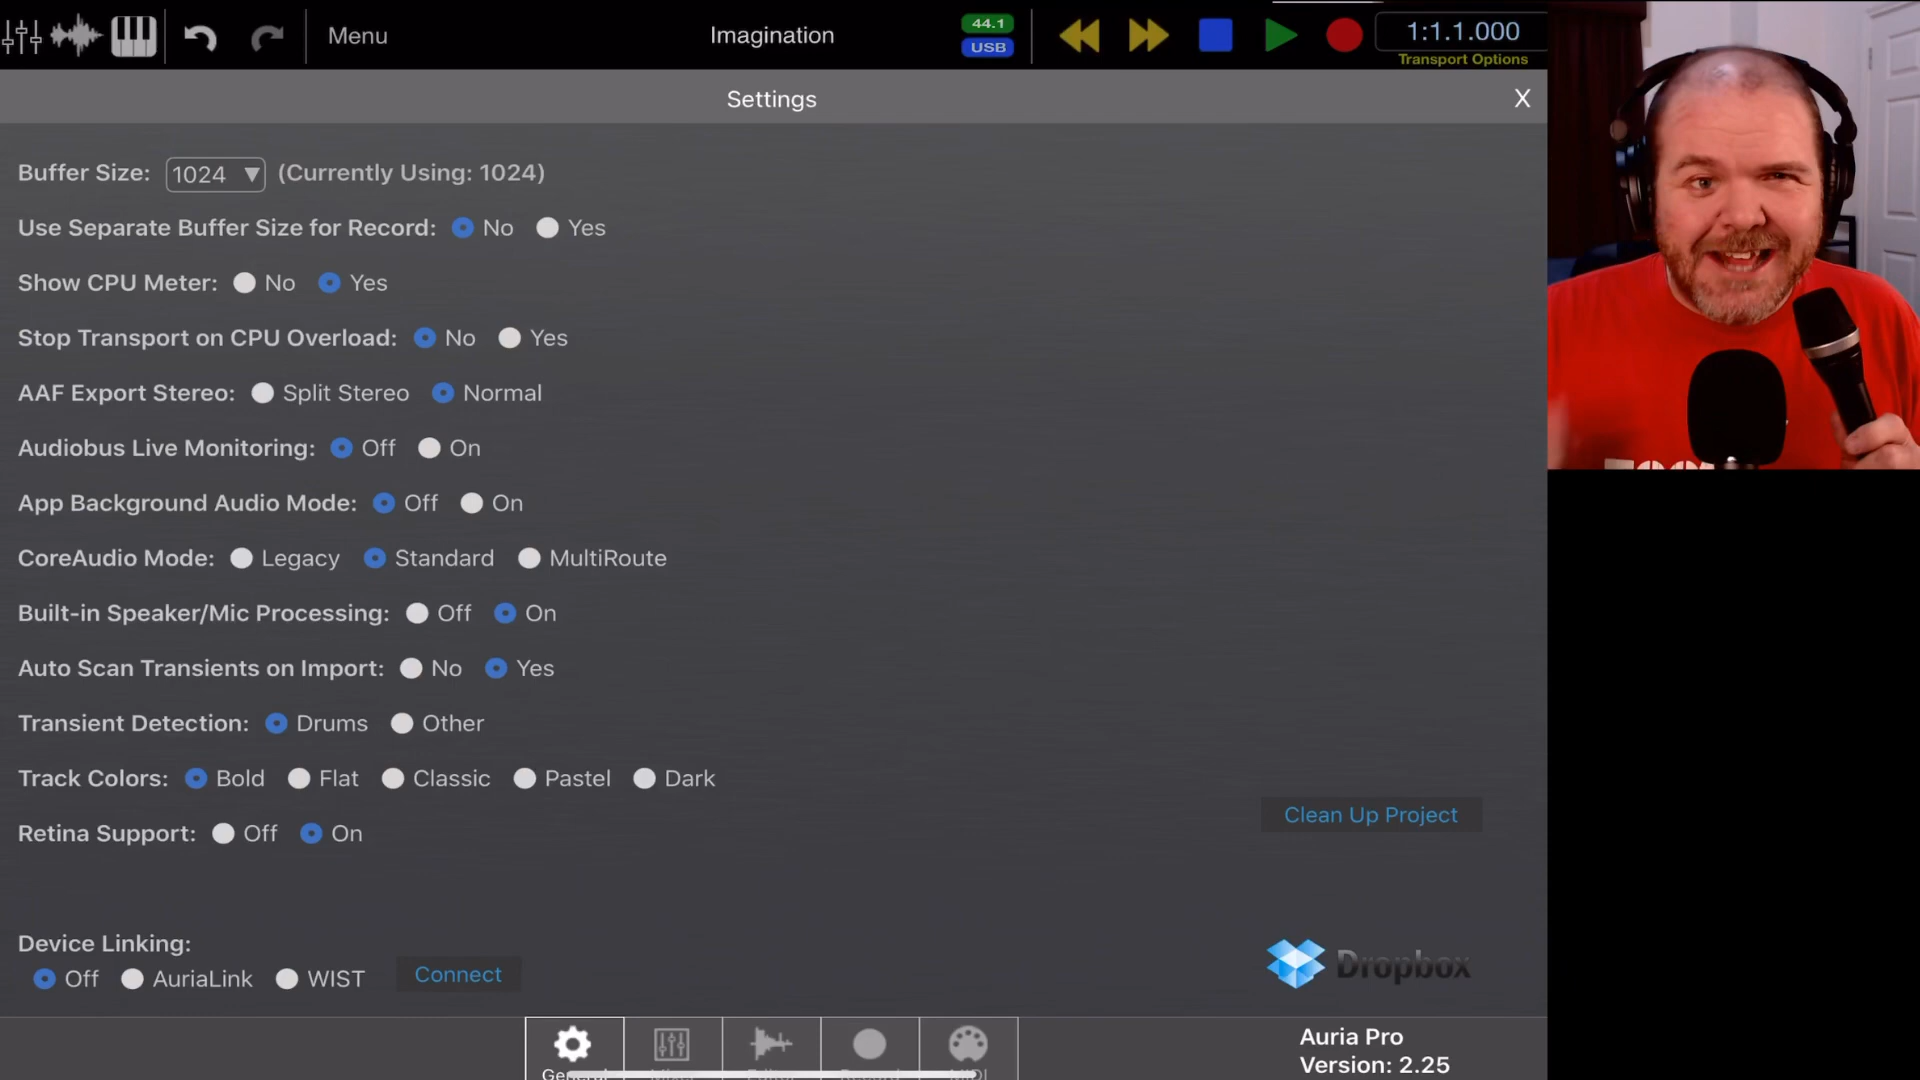 Menu
Imagination
44.1
USB
1:1.1.000
Transport Options
Settings
X
Buffer Size: 1024 ▼ (Currently Using: 1024)
Use Separate Buffer Size for Record: No Yes
Show CPU Meter: No Yes
Stop Transport on CPU Overload: No Yes
AAF Export Stereo: Split Stereo Normal
Audiobus Live Monitoring: Off On
App Background Audio Mode: Off On
CoreAudio Mode: Legacy Standard MultiRoute
Built-in Speaker/Mic Processing: Off On
Auto Scan Transients on Import: No Yes
Transient Detection: Drums Other
Track Colors: Bold Flat Classic Pastel Dark
Clean Up Project
Retina Support: Off On
Device Linking:
Off AuriaLink WIST Connect
Dropbox
General Mixer Editor Record MIDI
Auria Pro
Version: 2.25